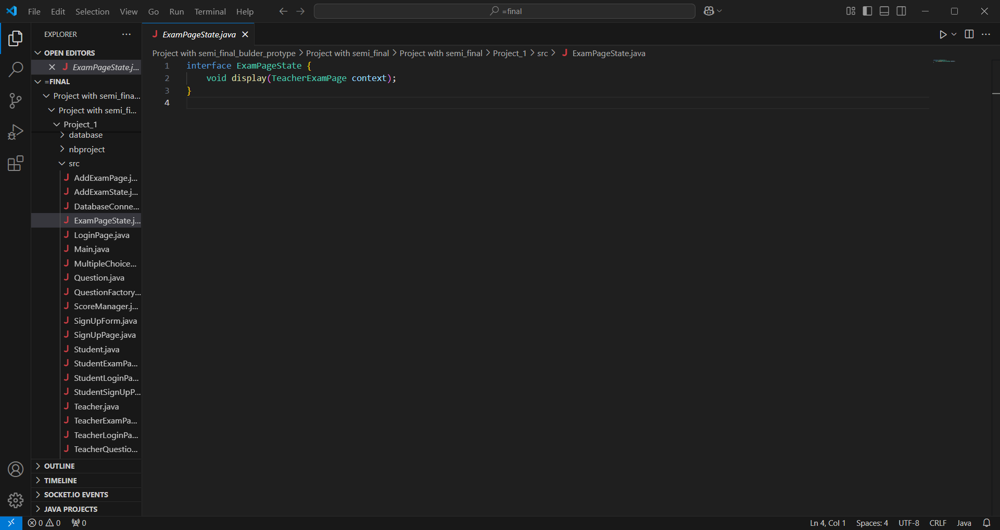 File Edit Selection View Go Run Terminal Help
=final
EXPLORER
OPEN EDITORS
ExamPageState.j...
=FINAL
Project with semi_fina...
Project with semi_fi...
Project_1
database
nbproject
src
AddExamPage.j...
AddExamState.j...
DatabaseConne...
ExamPageState.j...
LoginPage.java
Main.java
MultipleChoice...
Question.java
QuestionFactory...
ScoreManager.j...
SignUpForm.java
SignUpPage.java
Student.java
StudentExamPa...
StudentLoginPa...
StudentSignUpP...
Teacher.java
TeacherExamPa...
TeacherLoginPa...
TeacherQuestio...
OUTLINE
TIMELINE
SOCKET.IO EVENTS
JAVA PROJECTS
J ExamPageState.java
Project with semi_final_bulder_protype > Project with semi_final > Project with semi_final > Project_1 > src > J ExamPageState.java
1 interface ExamPageState {
2     void display(TeacherExamPage context);
3 }
4
0 0 0
Ln 4, Col 1 Spaces: 4 UTF-8 CRLF Java